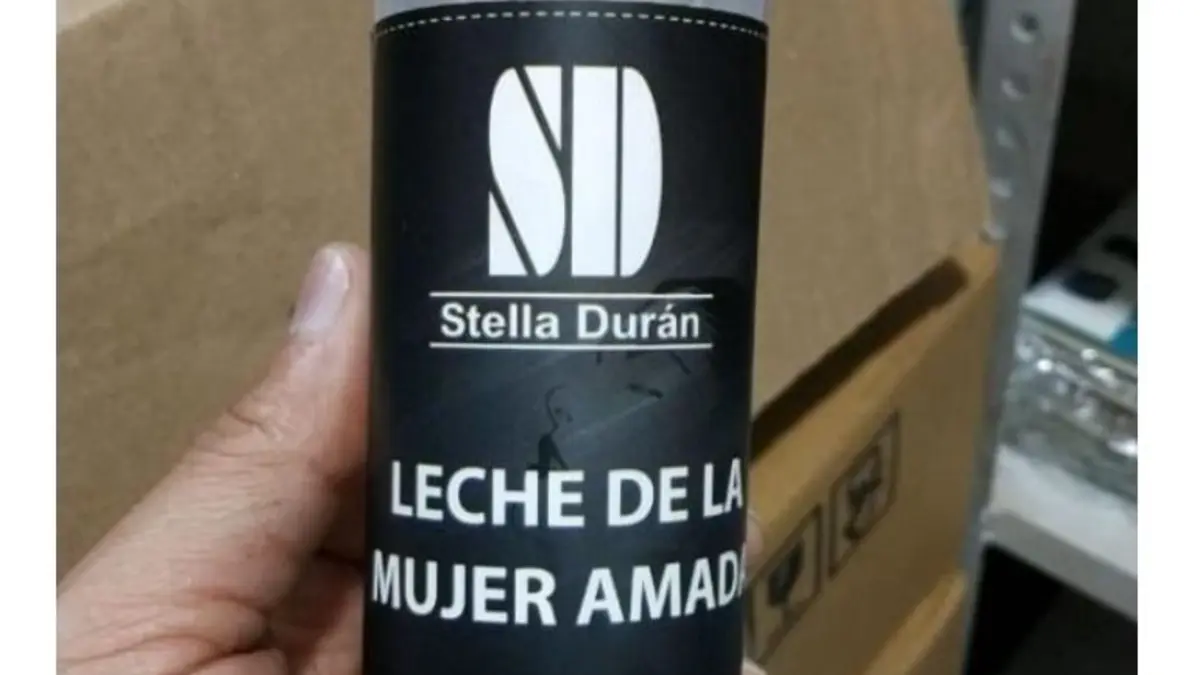 SD
Stella Durán
LECHE DE LA
MUJER AMADA